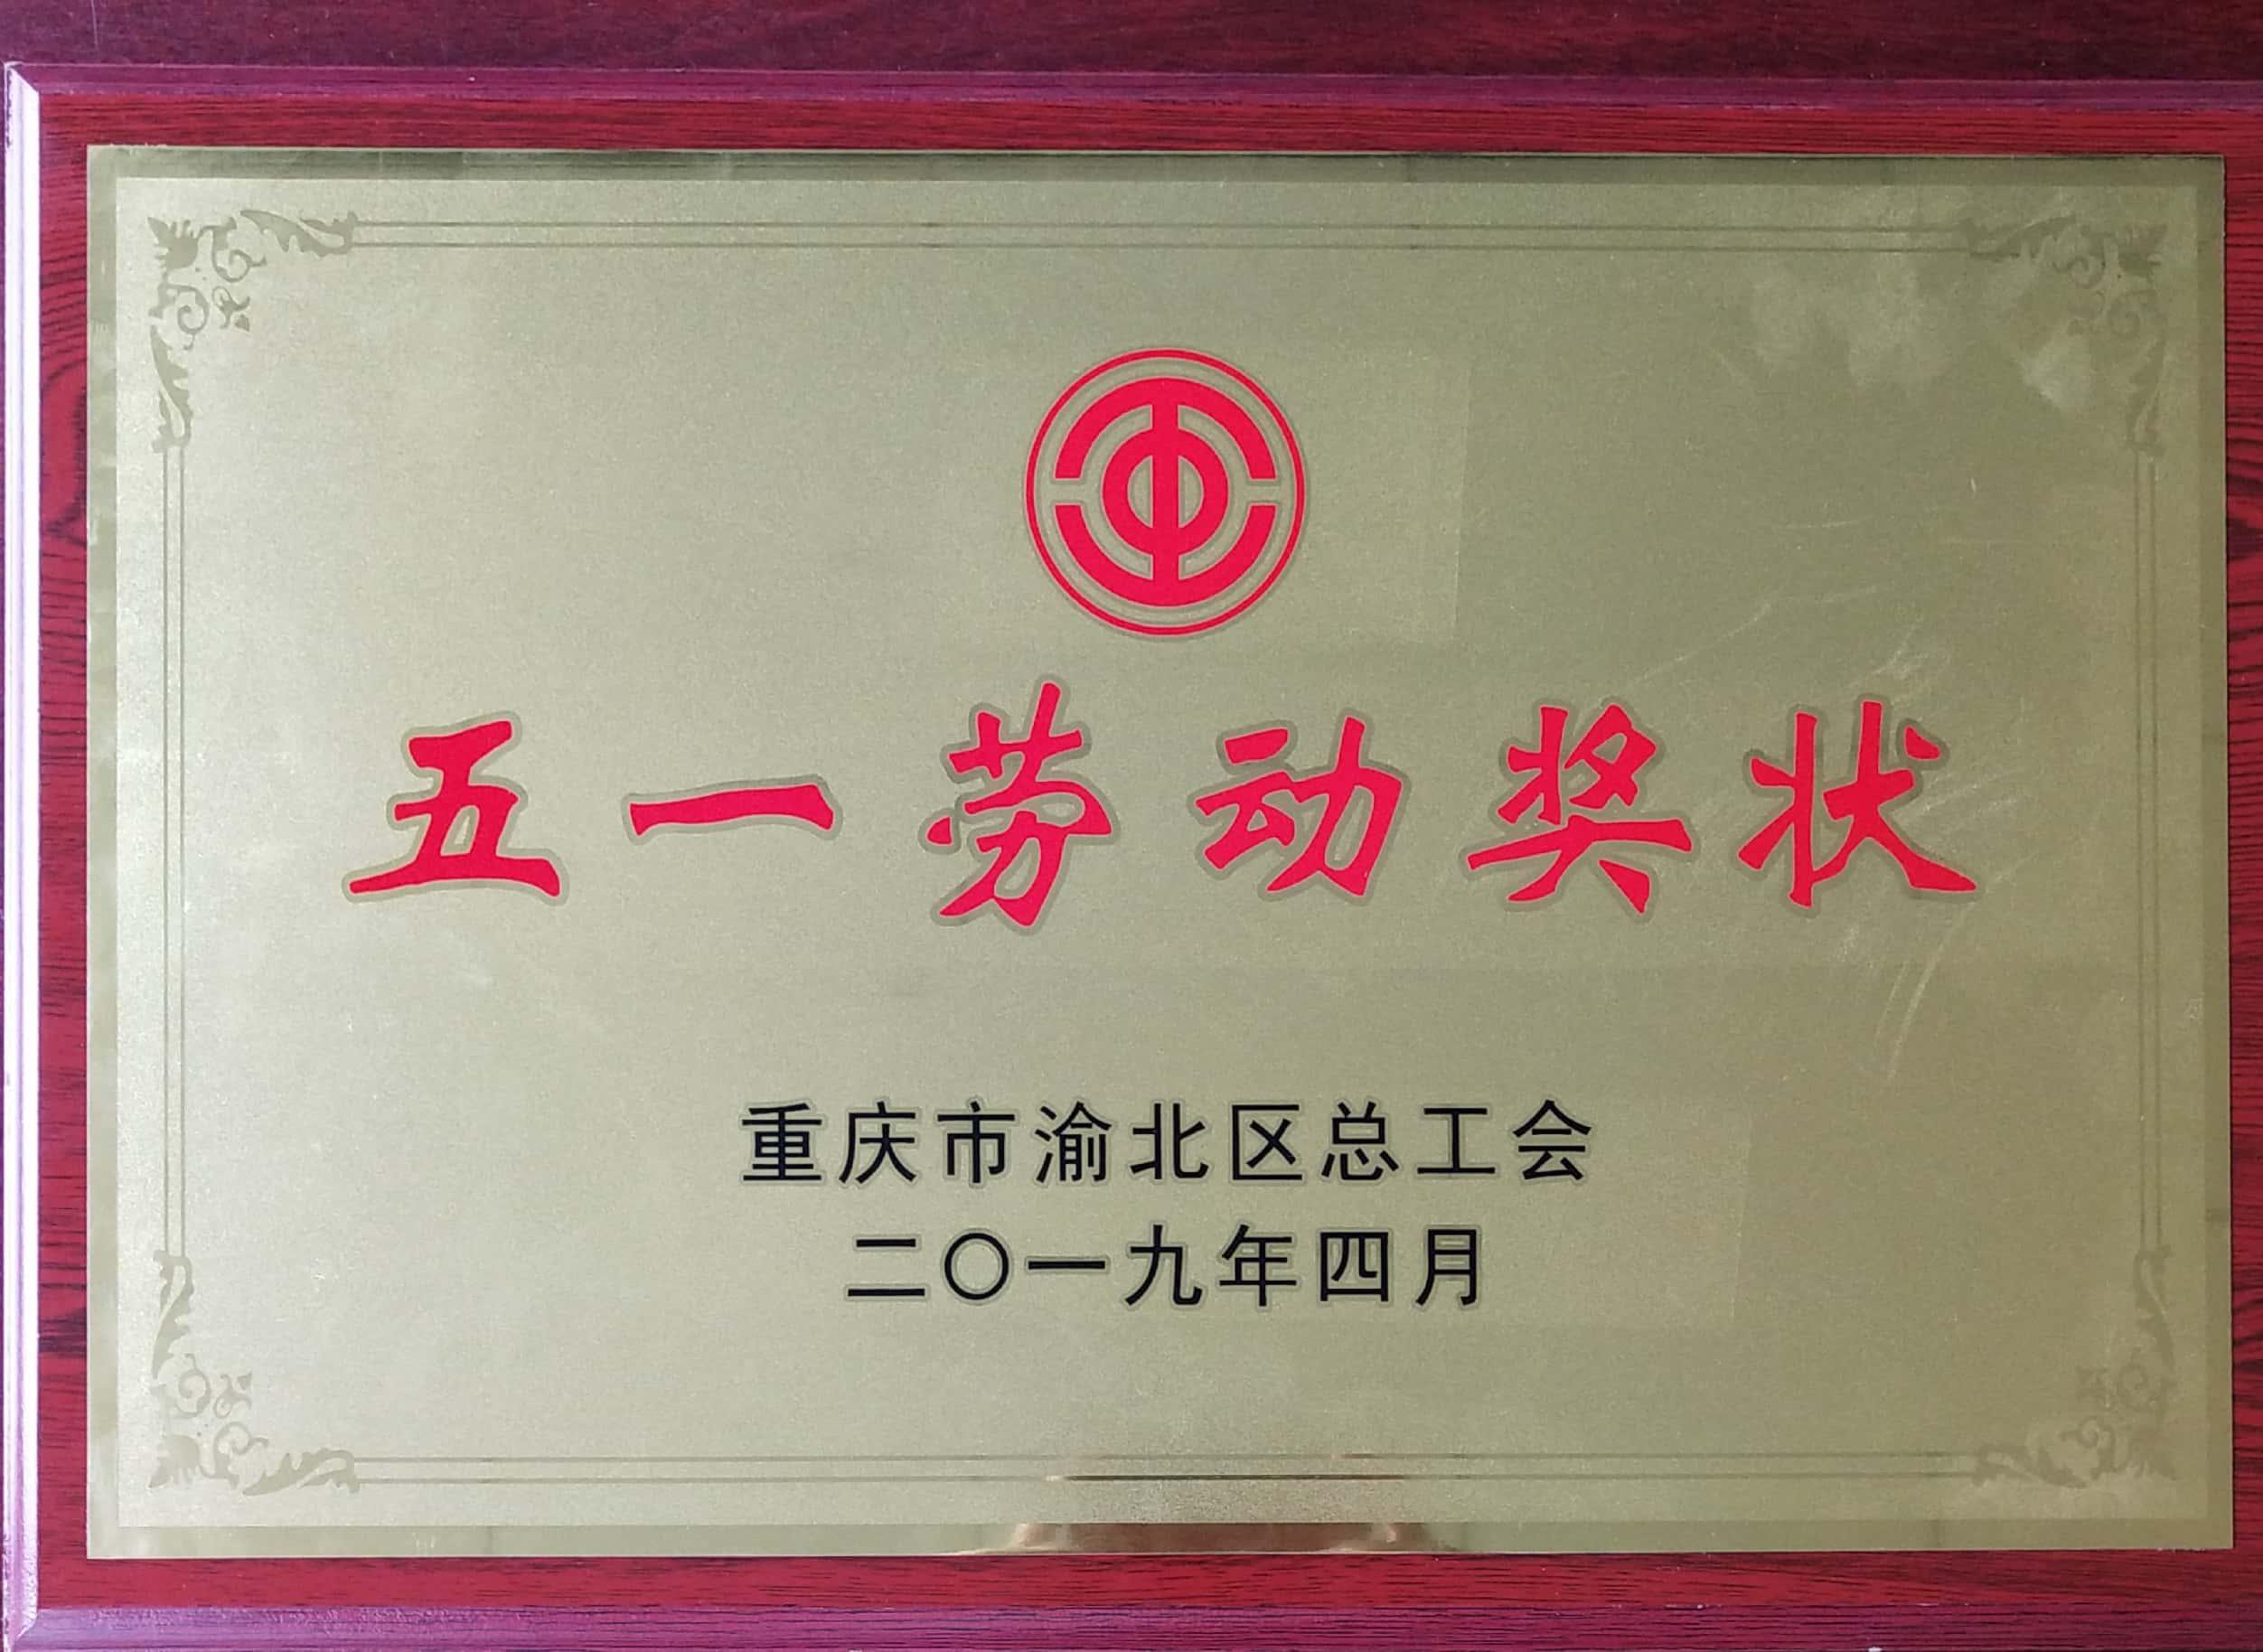 五一劳动奖状
重庆市渝北区总工会
二〇一九年四月